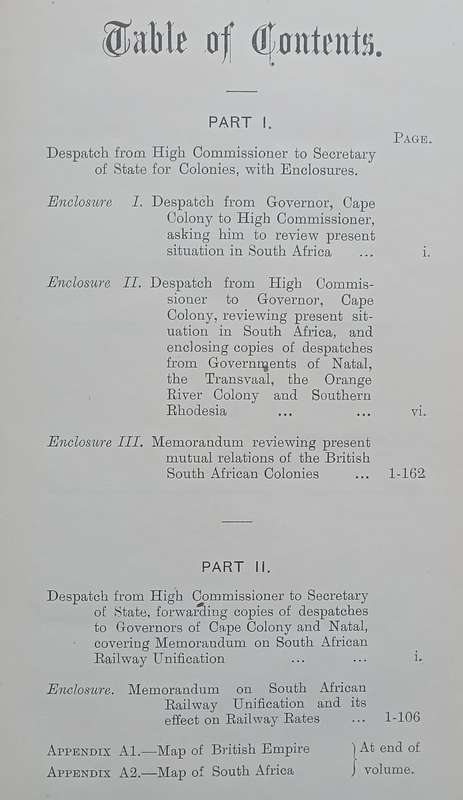 Table of Contents.
PART I.
PAGE.
Despatch from High Commissioner to Secretary
of State for Colonies, with Enclosures.
Enclosure I. Despatch from Governor, Cape
Colony to High Commissioner,
asking him to review present
situation in South Africa ... i.
Enclosure II. Despatch from High Commis-
sioner to Governor, Cape
Colony, reviewing present sit-
uation in South Africa, and
enclosing copies of despatches
from Governments of Natal,
the Transvaal, the Orange
River Colony and Southern
Rhodesia ... ... vi.
Enclosure III. Memorandum reviewing present
mutual relations of the British
South African Colonies ... 1-162
PART II.
Despatch from High Commissioner to Secretary
of State, forwarding copies of despatches
to Governors of Cape Colony and Natal,
covering Memorandum on South African
Railway Unification ... ... i.
Enclosure. Memorandum on South African
Railway Unification and its
effect on Railway Rates ... 1-106
APPENDIX A1.—Map of British Empire } At end of
APPENDIX A2.—Map of South Africa } volume.